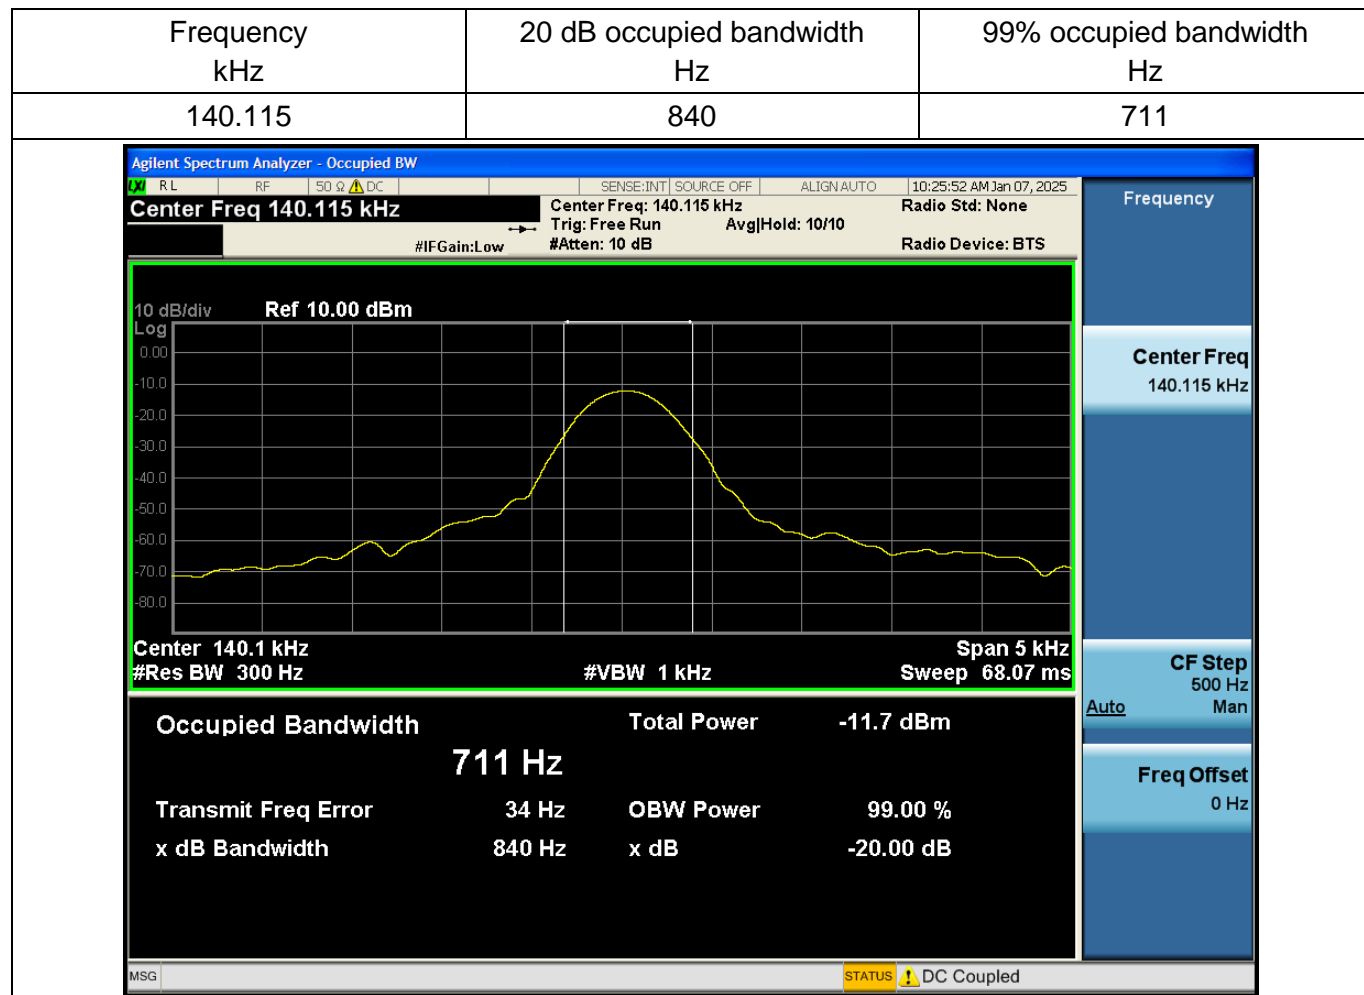 Frequency kHz 20 dB occupied bandwidth Hz 99% occupied bandwidth Hz
140.115 840 711
Agilent Spectrum Analyzer - Occupied BW
LXI RL RF 50 Ω DC SENSE:INT SOURCE OFF ALIGN AUTO 10:25:52 AM Jan 07, 2025
Center Freq 140.115 kHz Center Freq: 140.115 kHz Radio Std: None
Trig: Free Run Avg|Hold: 10/10
#IFGain:Low #Atten: 10 dB Radio Device: BTS
Frequency
10 dB/div Ref 10.00 dBm
Log
0.00
-10.0
-20.0
-30.0
-40.0
-50.0
-60.0
-70.0
-80.0
Center 140.1 kHz Span 5 kHz
#Res BW 300 Hz #VBW 1 kHz Sweep 68.07 ms
Center Freq
140.115 kHz
CF Step
500 Hz
Auto Man
Freq Offset
0 Hz
Occupied Bandwidth Total Power -11.7 dBm
711 Hz
Transmit Freq Error 34 Hz OBW Power 99.00 %
x dB Bandwidth 840 Hz x dB -20.00 dB
MSG STATUS DC Coupled